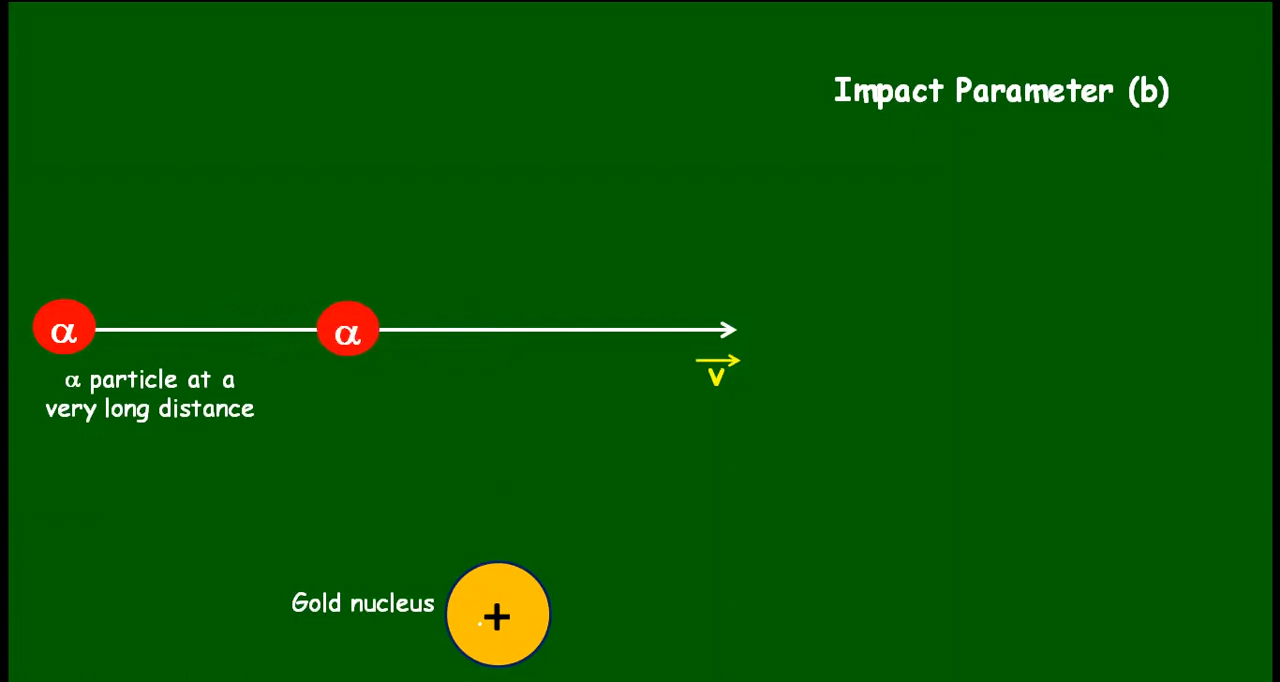 Impact Parameter (b)
α α
α particle at a
very long distance
v
Gold nucleus
+